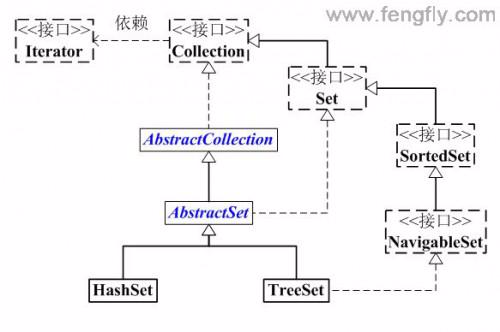 www.fengfly.com
<<接口>>
Iterator
依赖
<<接口>>
Collection
<<接口>>
Set
<<接口>>
SortedSet
AbstractCollection
AbstractSet
<<接口>>
NavigableSet
HashSet
TreeSet